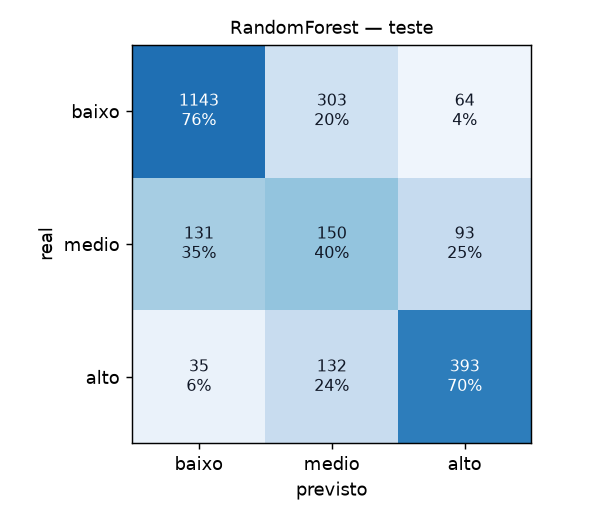 RandomForest — teste
baixo
1143
76%
303
20%
64
4%
medio
131
35%
150
40%
93
25%
alto
35
6%
132
24%
393
70%
real
baixo
medio
alto
previsto